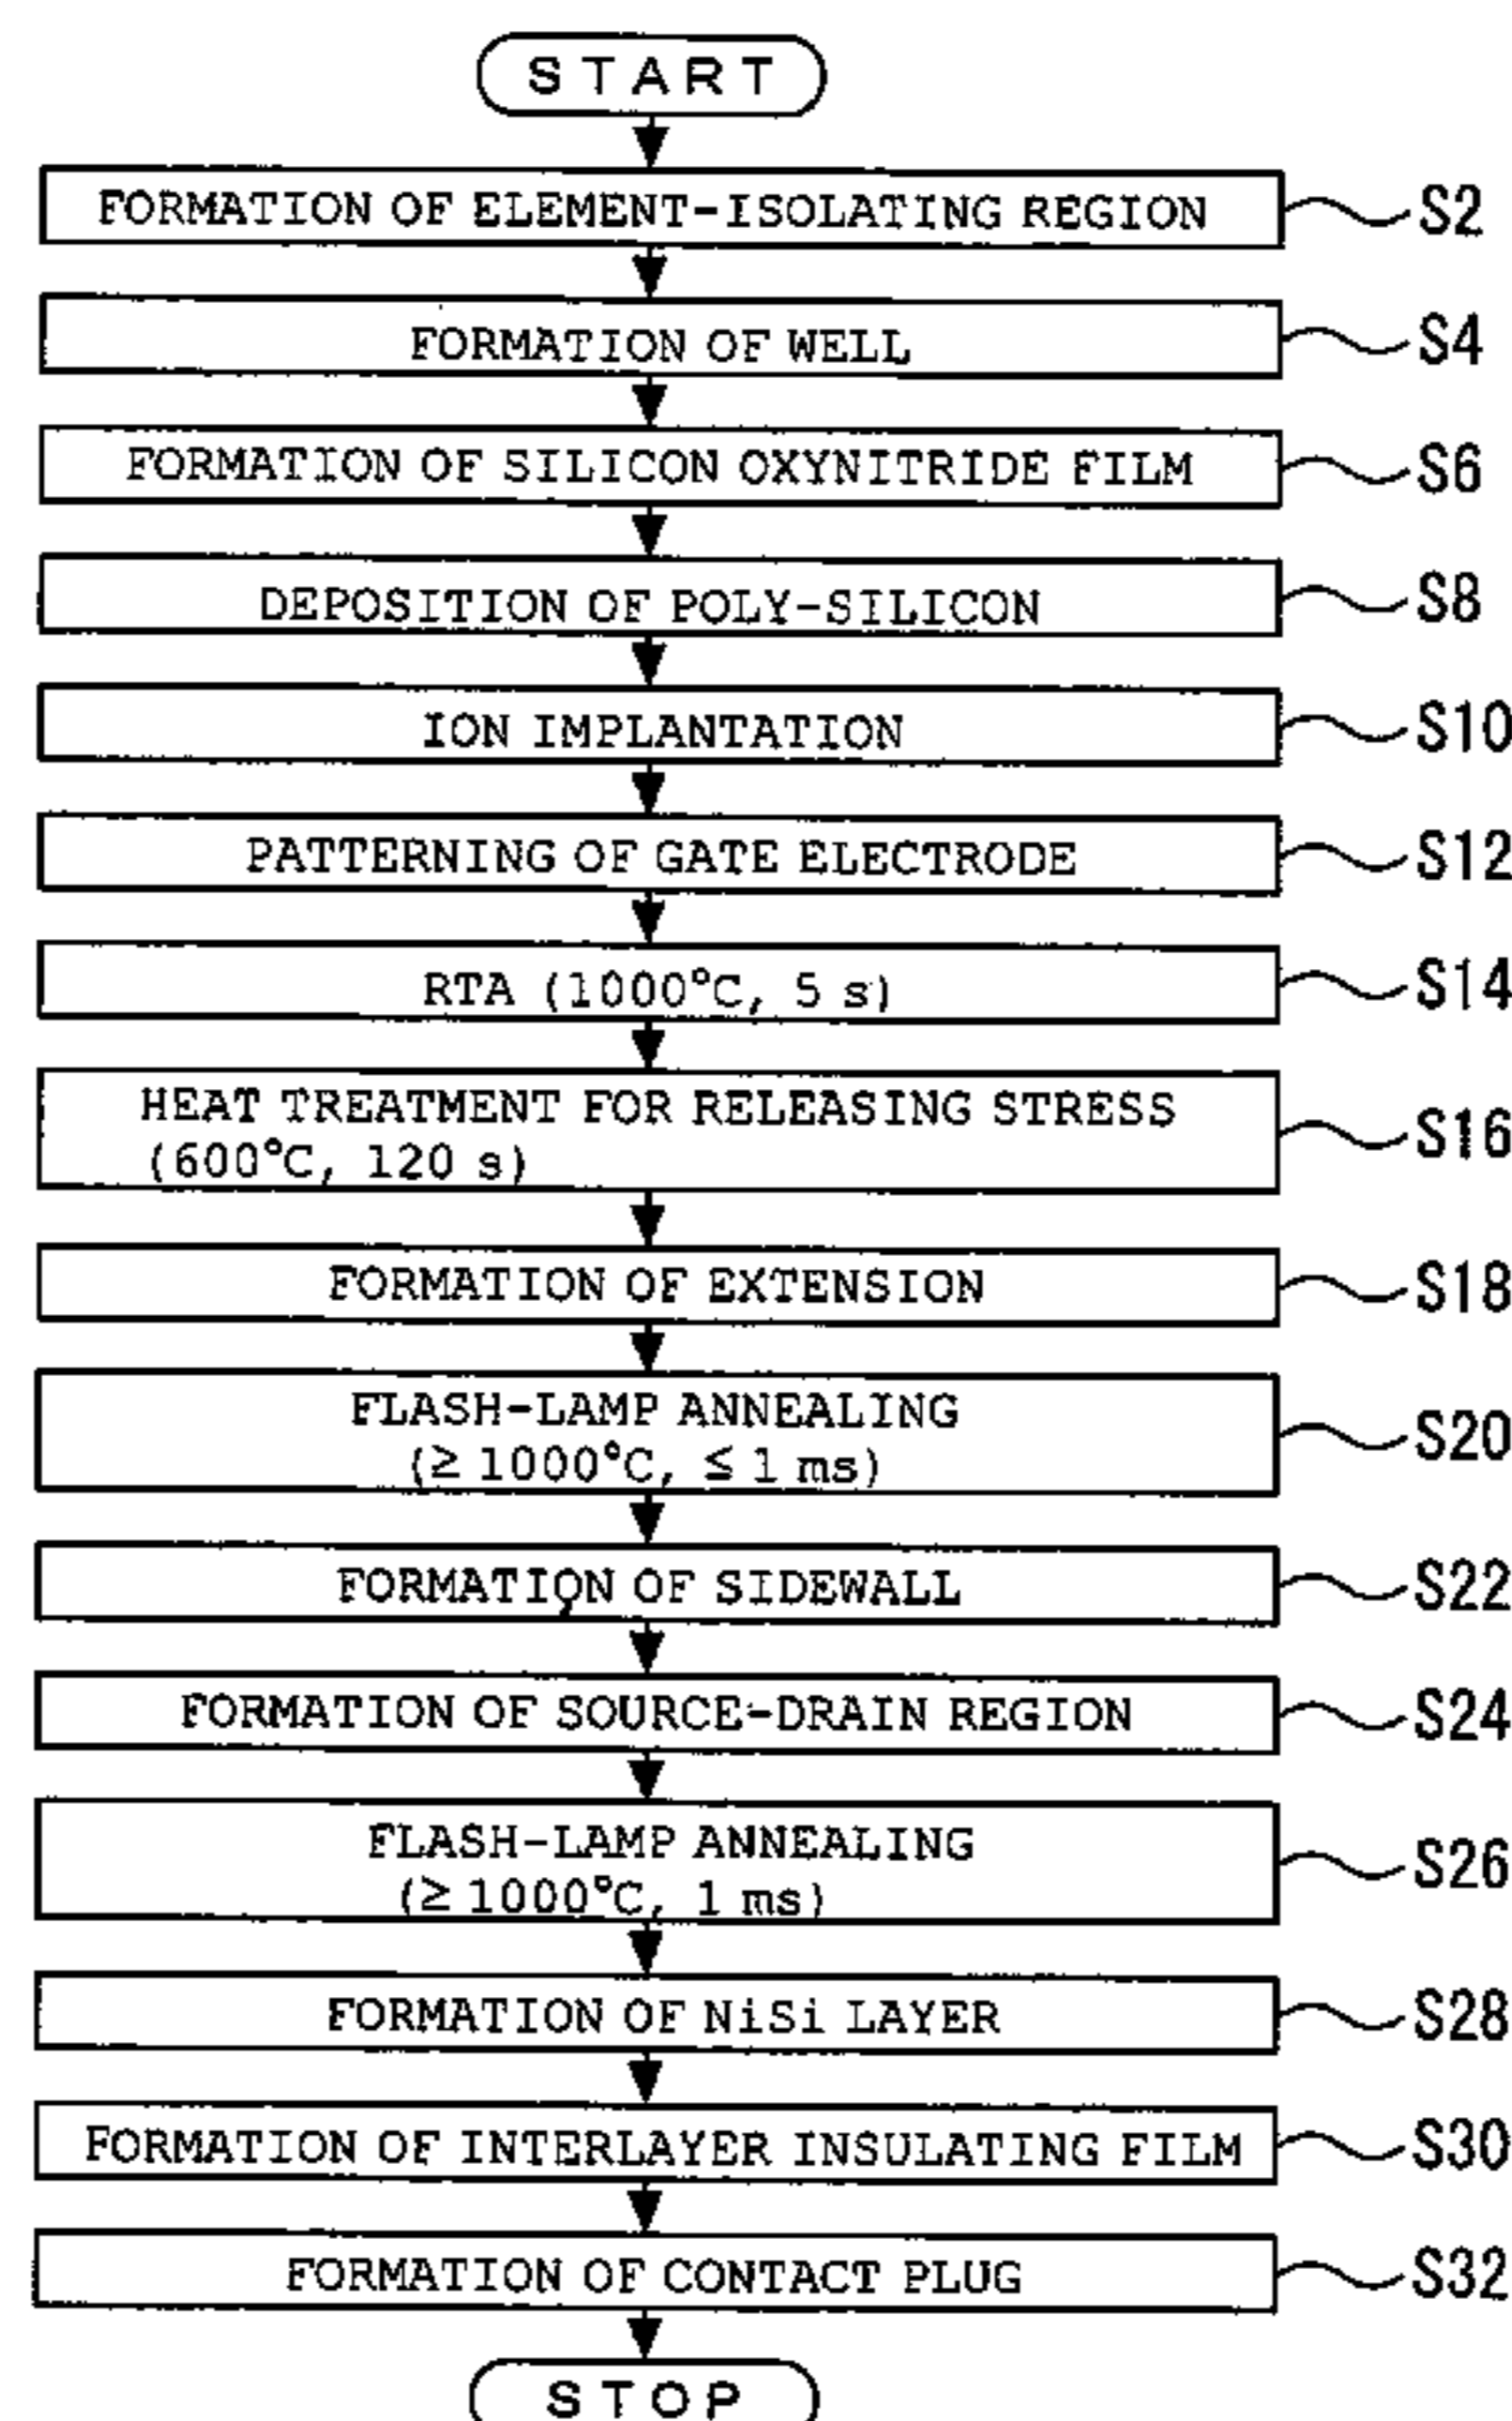 START
FORMATION OF ELEMENT-ISOLATING REGION S2
FORMATION OF WELL S4
FORMATION OF SILICON OXYNITRIDE FILM S6
DEPOSITION OF POLY-SILICON S8
ION IMPLANTATION S10
PATTERNING OF GATE ELECTRODE S12
RTA (1000°C, 5 s) S14
HEAT TREATMENT FOR RELEASING STRESS
(600°C, 120 s) S16
FORMATION OF EXTENSION S18
FLASH-LAMP ANNEALING
(≥ 1000°C, ≤ 1 ms) S20
FORMATION OF SIDEWALL S22
FORMATION OF SOURCE-DRAIN REGION S24
FLASH-LAMP ANNEALING
(≥ 1000°C, 1 ms) S26
FORMATION OF NiSi LAYER S28
FORMATION OF INTERLAYER INSULATING FILM S30
FORMATION OF CONTACT PLUG S32
STOP